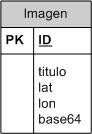 Imagen
PK ID
titulo
lat
lon
base64